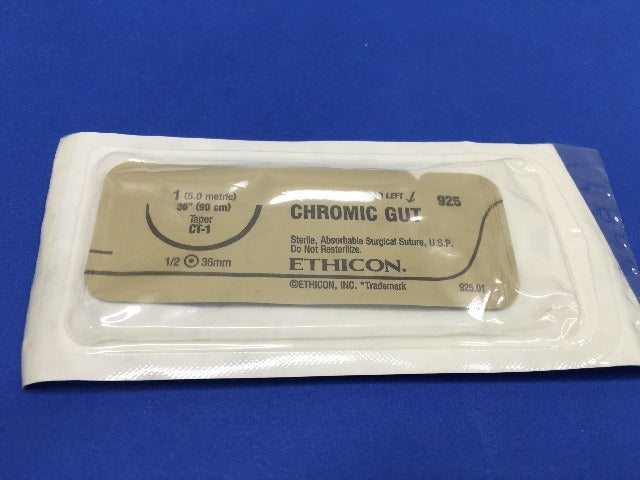 1 (5.0 metric)
36" (90 cm)
Taper
CT-1
1/2 36mm
LEFT
925
CHROMIC GUT
Sterile, Absorbable Surgical Suture, U.S.P.
Do Not Resterilize.
ETHICON.
©ETHICON, INC. *Trademark
925.01